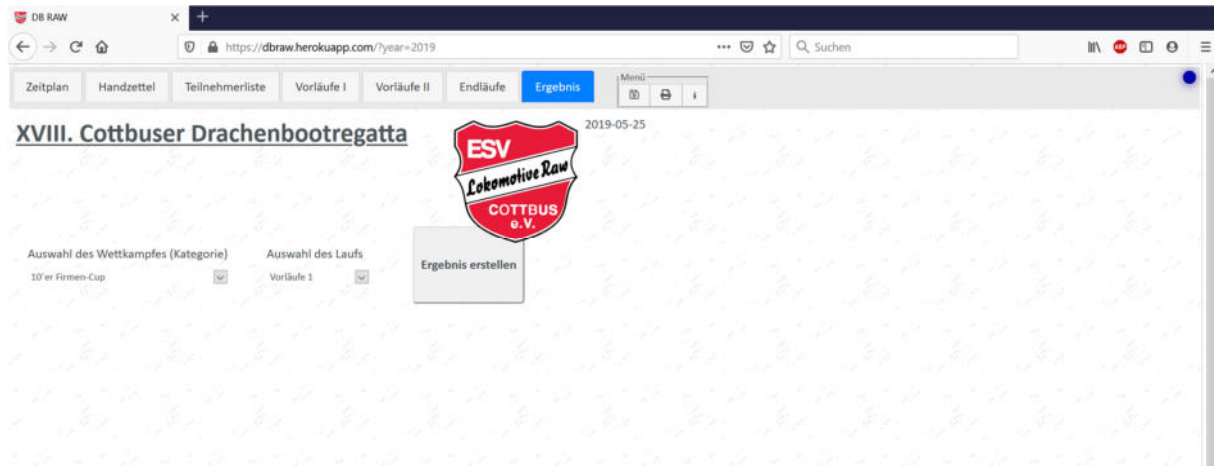 DB RAW
https://dbraw.herokuapp.com/?year=2019
Suchen
Zeitplan
Handzettel
Teilnehmerliste
Vorläufe I
Vorläufe II
Endläufe
Ergebnis
Menü
i
XVIII. Cottbuser Drachenbootregatta
2019-05-25
ESV
Lokomotive Raw
COTTBUS
e.V.
Auswahl des Wettkampfes (Kategorie)
Auswahl des Laufs
10´er Firmen-Cup
Vorläufe 1
Ergebnis erstellen